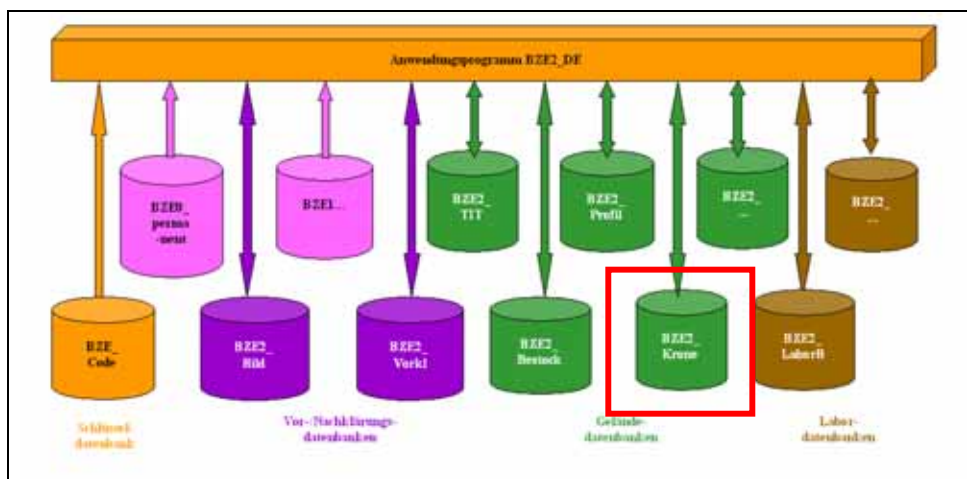 Anwendungsprogramm BZE2_DE
BZE0_
perma
-nent
BZE1...
BZE2_
TIT
BZE2_
Profil
BZE2_
...
BZE2_
...
BZE_
Code
BZE2_
Bild
BZE2_
VorkI
BZE2_
Bestock
BZE2_
Krone
BZE2_
LaborB
Schlüssel-
datenbank
Vor-/Nachklärungs-
datenbanken
Gelände-
datenbanken
Labor-
datenbanken